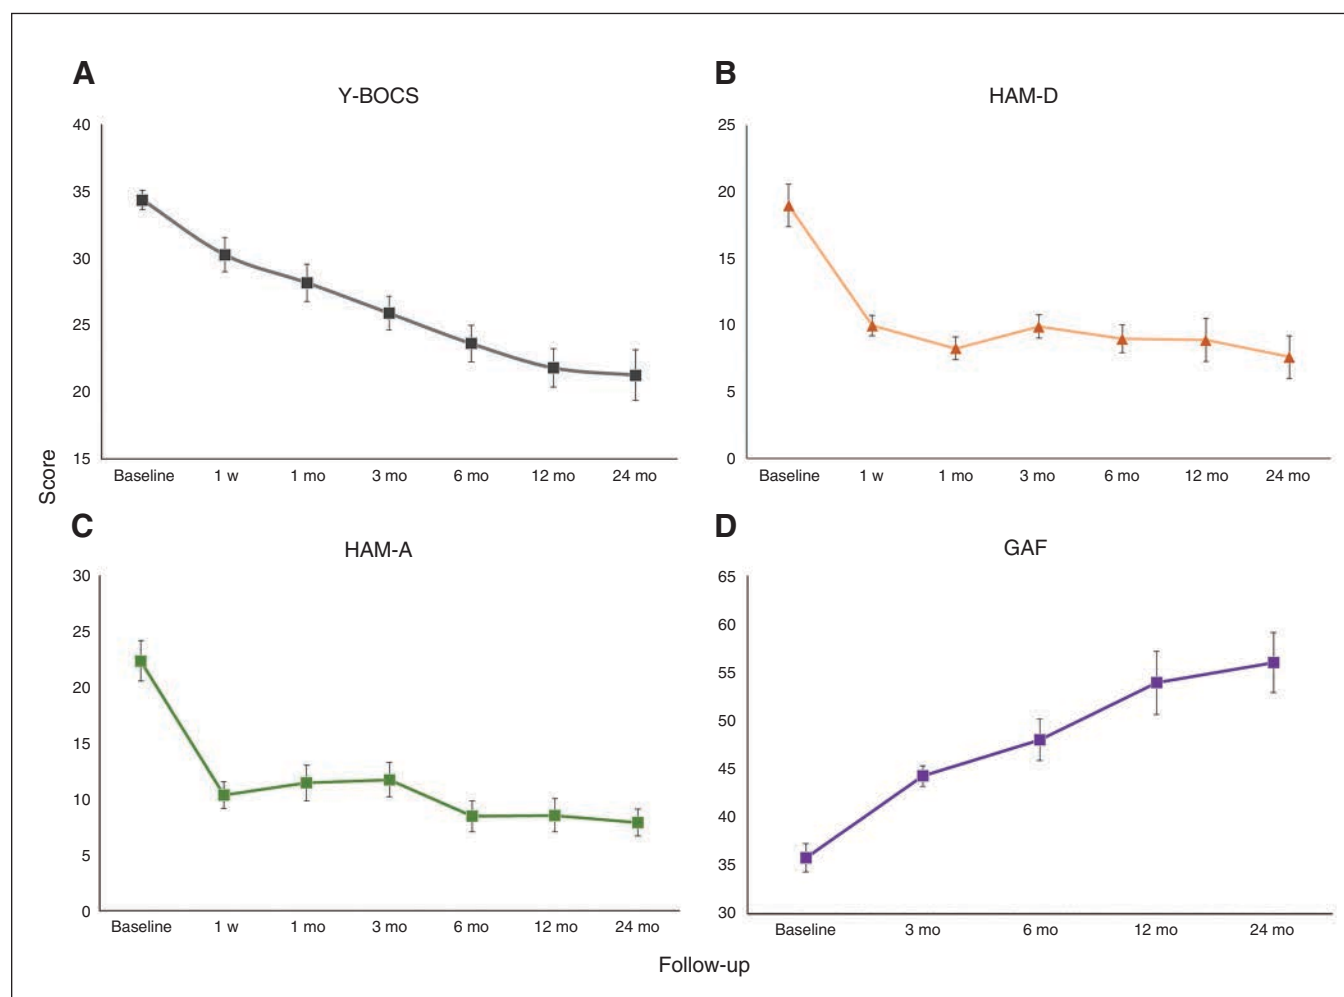 A
Y-BOCS
40
35
30
25
20
15
Baseline 1 w 1 mo 3 mo 6 mo 12 mo 24 mo
B
HAM-D
25
20
15
10
5
0
Baseline 1 w 1 mo 3 mo 6 mo 12 mo 24 mo
Score
C
HAM-A
30
25
20
15
10
5
0
Baseline 1 w 1 mo 3 mo 6 mo 12 mo 24 mo
D
GAF
65
60
55
50
45
40
35
30
Baseline 3 mo 6 mo 12 mo 24 mo
Follow-up